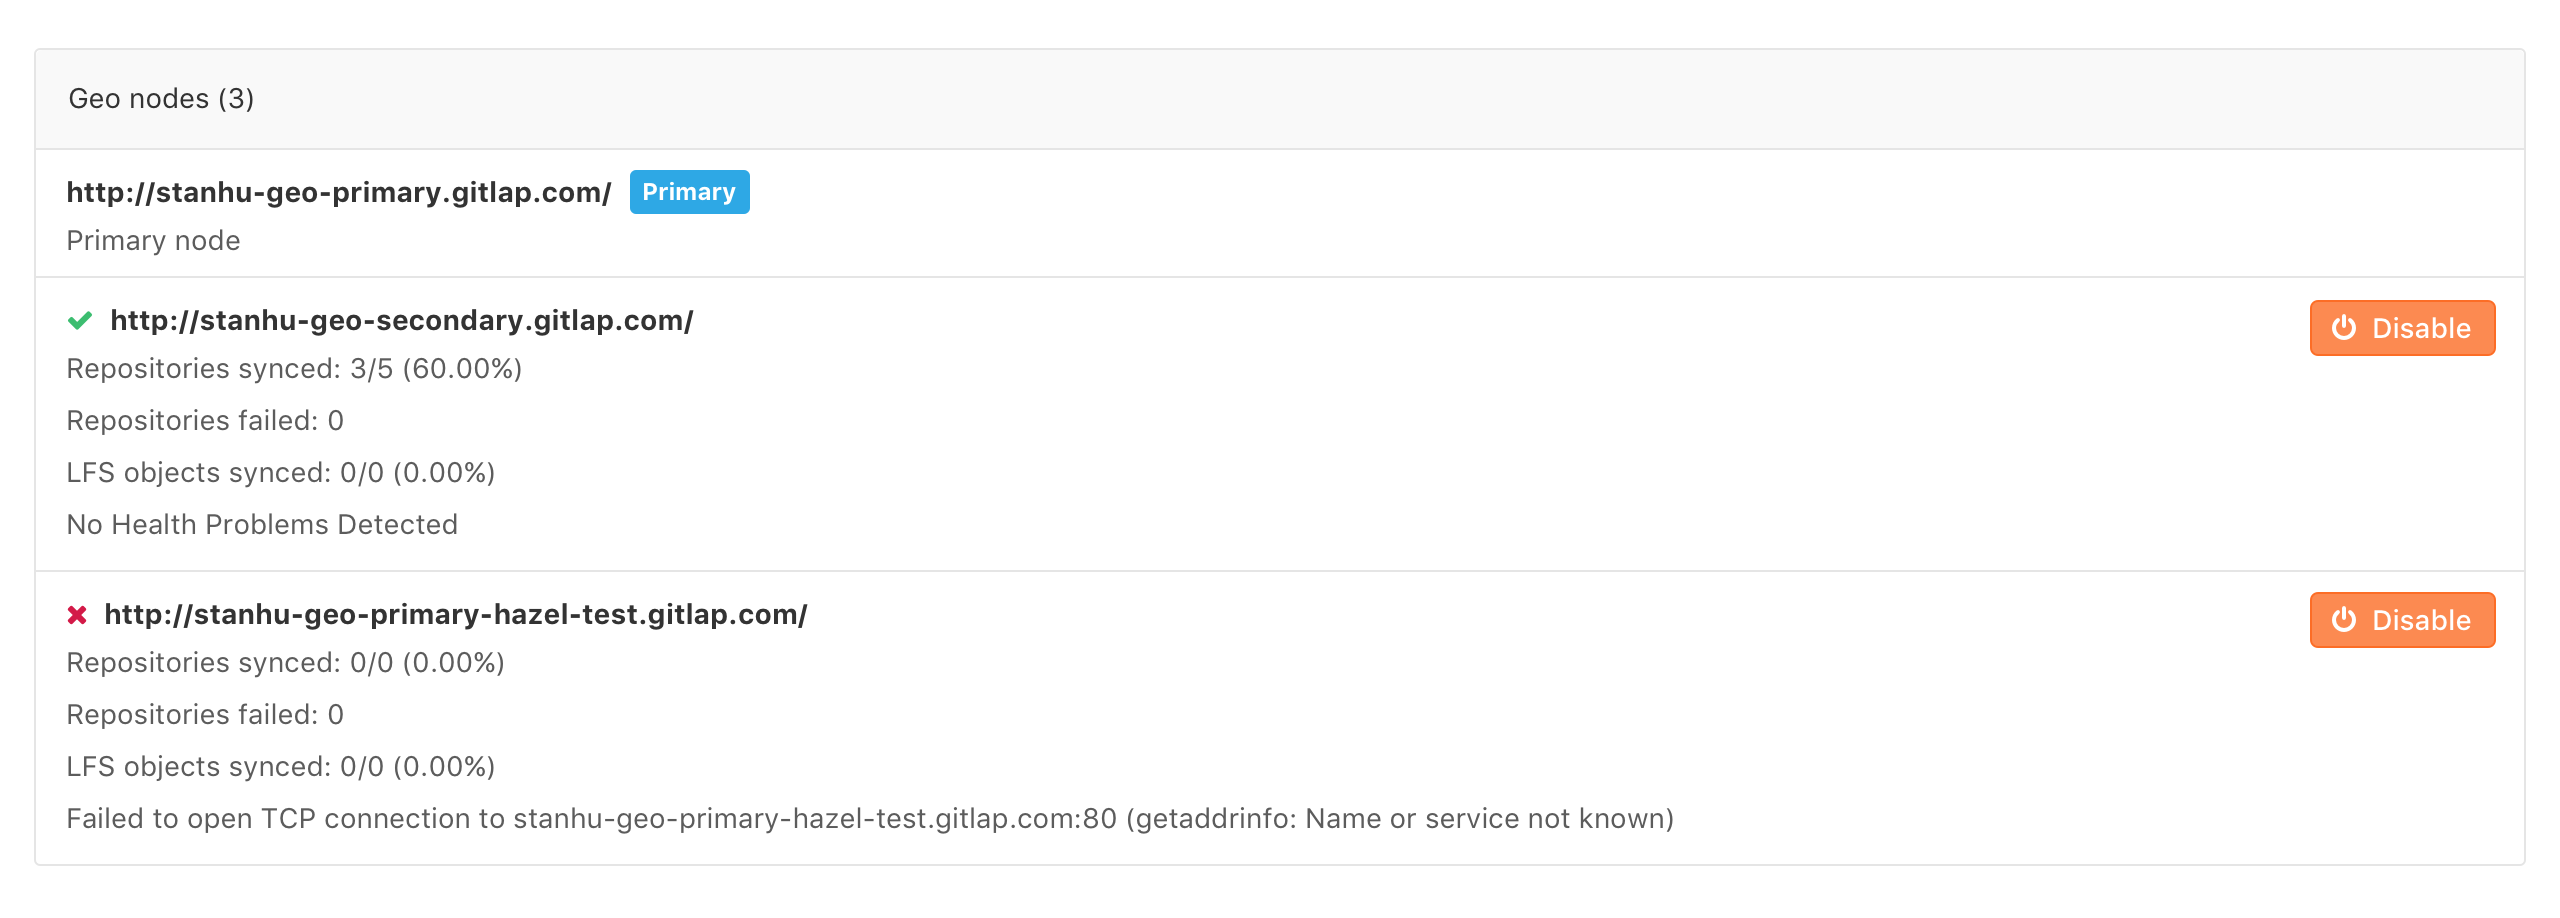 Geo nodes (3)
http://stanhu-geo-primary.gitlap.com/ Primary
Primary node
http://stanhu-geo-secondary.gitlap.com/ Disable
Repositories synced: 3/5 (60.00%)
Repositories failed: 0
LFS objects synced: 0/0 (0.00%)
No Health Problems Detected
http://stanhu-geo-primary-hazel-test.gitlap.com/ Disable
Repositories synced: 0/0 (0.00%)
Repositories failed: 0
LFS objects synced: 0/0 (0.00%)
Failed to open TCP connection to stanhu-geo-primary-hazel-test.gitlap.com:80 (getaddrinfo: Name or service not known)